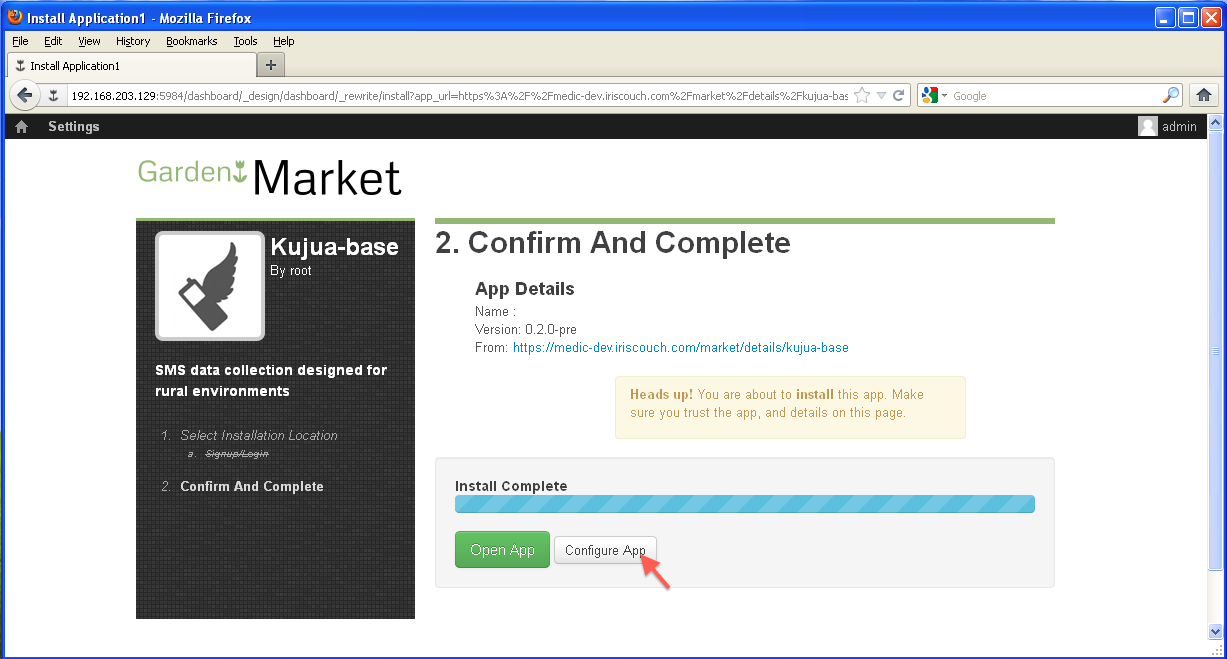 Install Application1 - Mozilla Firefox
File Edit View History Bookmarks Tools Help
Install Application1
192.168.203.129:5984/dashboard/_design/dashboard/_rewrite/install?app_url=https%3A%2F%2Fmedic-dev.iriscouch.com%2Fmarket%2Fdetails%2Fkujua-bas
Google
Settings
admin
Garden Market
Kujua-base
By root
SMS data collection designed for
rural environments
1. Select Installation Location
a. Signup/Login
2. Confirm And Complete
2. Confirm And Complete
App Details
Name :
Version: 0.2.0-pre
From: https://medic-dev.iriscouch.com/market/details/kujua-base
Heads up! You are about to install this app. Make
sure you trust the app, and details on this page.
Install Complete
Open App
Configure App